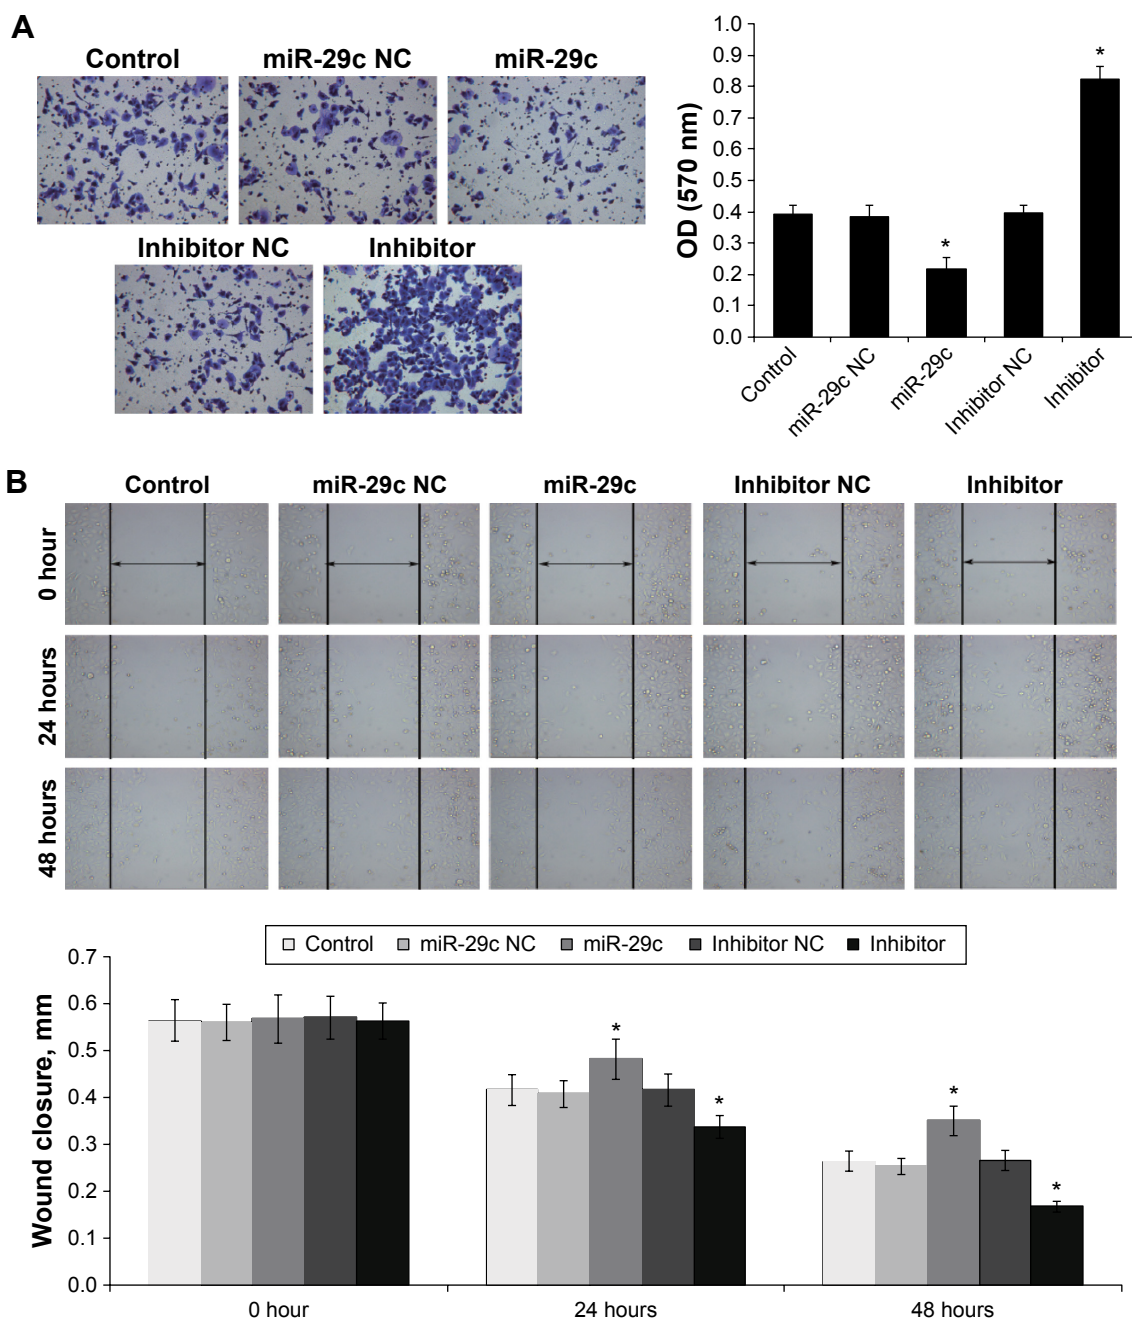 A
Control miR-29c NC miR-29c
Inhibitor NC Inhibitor
OD (570 nm)
1.0
0.9
0.8
0.7
0.6
0.5
0.4
0.3
0.2
0.1
0.0
*
*
Control
miR-29c NC
miR-29c
Inhibitor NC
Inhibitor
B
Control miR-29c NC miR-29c Inhibitor NC Inhibitor
0 hour
24 hours
48 hours
Control miR-29c NC miR-29c Inhibitor NC Inhibitor
Wound closure, mm
0.7
0.6
0.5
0.4
0.3
0.2
0.1
0.0
*
*
*
*
0 hour 24 hours 48 hours